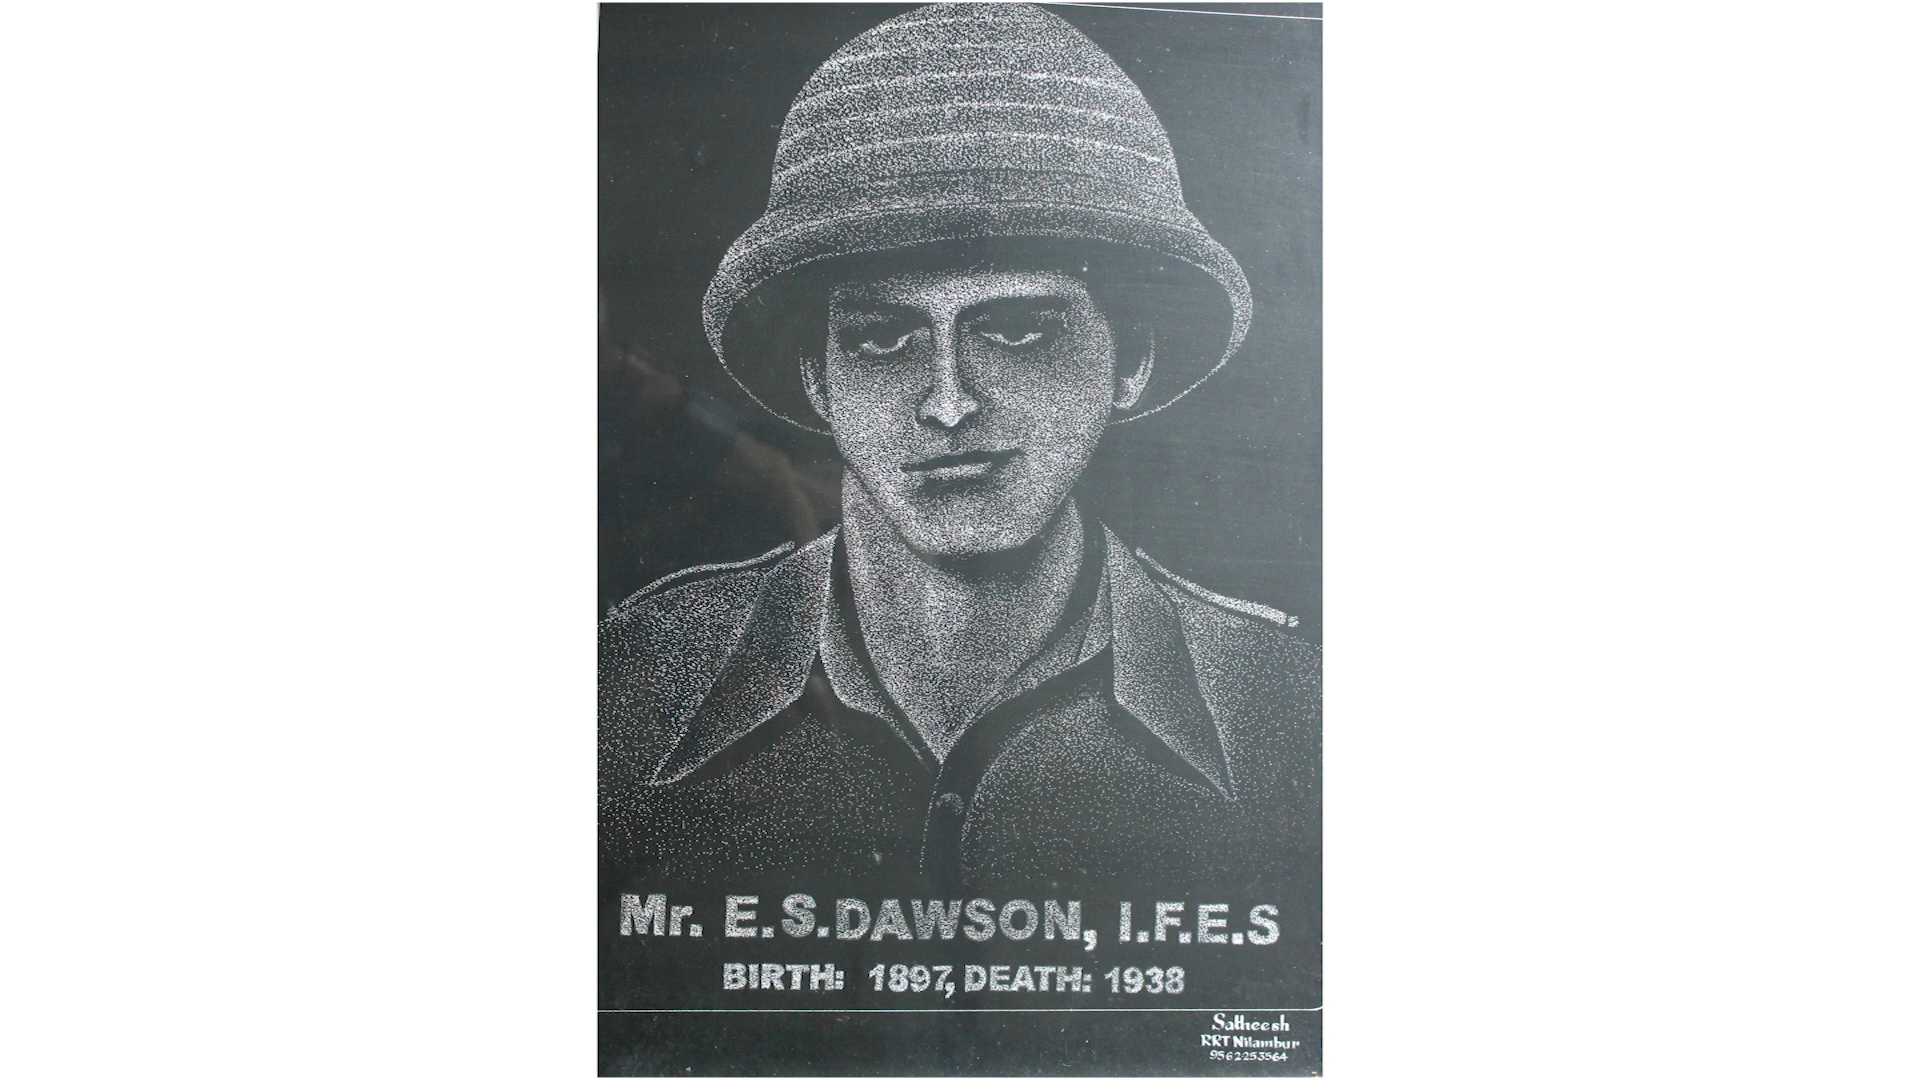 Mr. E.S.DAWSON, I.F.E.S
BIRTH: 1897, DEATH: 1938
Satheesh
RRT Nilambur
9562253564